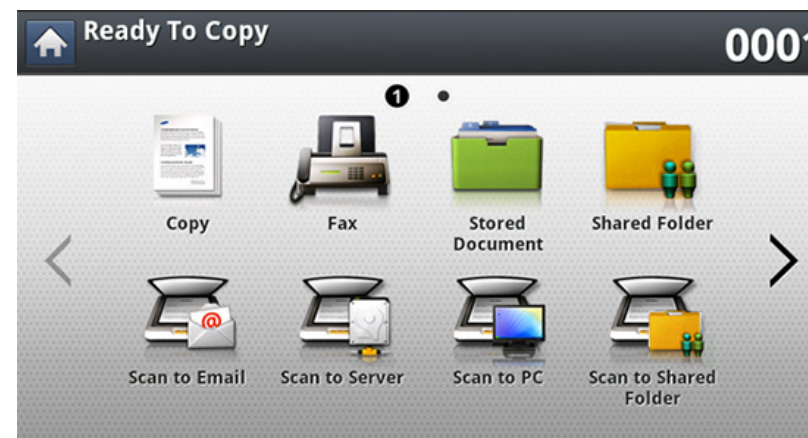 Ready To Copy
0001
1
Copy
Fax
Stored
Document
Shared Folder
Scan to Email
Scan to Server
Scan to PC
Scan to Shared
Folder